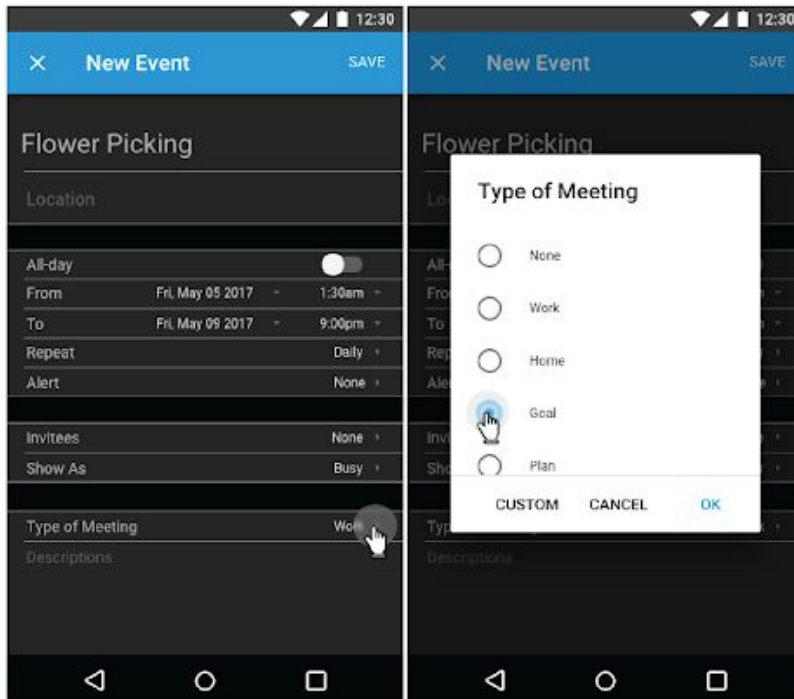 12:30
× New Event SAVE
Flower Picking
Location
All-day
From Fri, May 05 2017 1:30am
To Fri, May 09 2017 9:00pm
Repeat Daily
Alert None
Invitees None
Show As Busy
Type of Meeting Wor
Descriptions
12:30
× New Event SAVE
Flower Picking
Type of Meeting
None
Work
Home
Goal
Plan
CUSTOM CANCEL OK
Descriptions